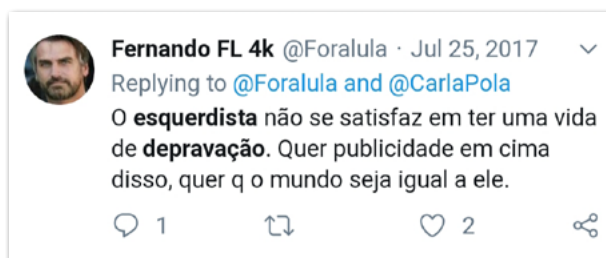 Fernando FL 4k @Foralula · Jul 25, 2017
Replying to @Foralula and @CarlaPola
O esquerdista não se satisfaz em ter uma vida
de depravação. Quer publicidade em cima
disso, quer q o mundo seja igual a ele.
1 2